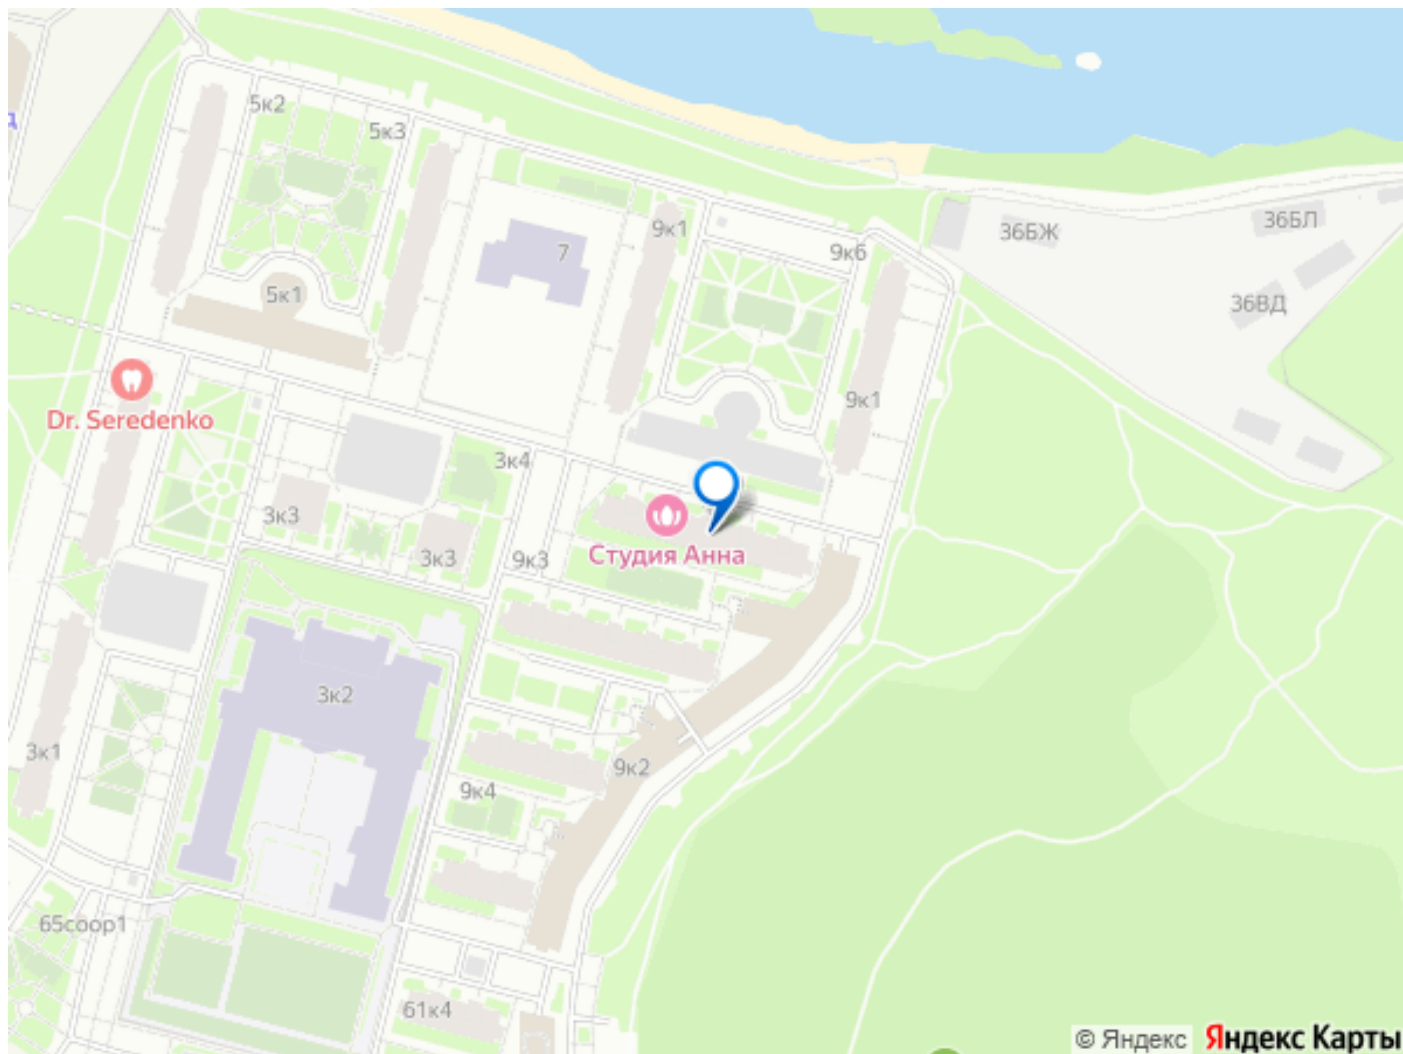 5к2
5к3
д
9к1
7
9к6
36БЖ
36БЛ
36ВД
5к1
Dr. Seredenko
9к1
3к4
3к3
3к3
9к3
Студия Анна
3к2
3к1
9к2
9к4
65соор1
61к4
© Яндекс
Яндекс Карты